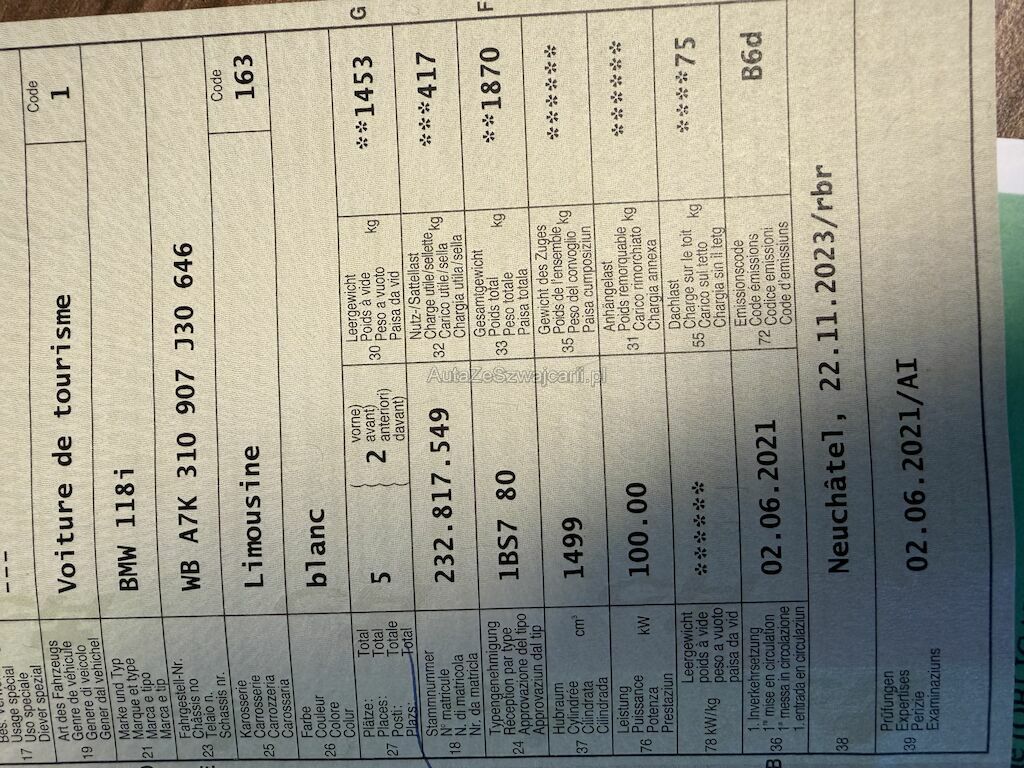 ---
Usage spécial
17 Uso speciale
Diever spezial
Art des Fahrzeugs
Genre de véhicule
19 Genere di veicolo
Gener dal vehichel
Voiture de tourisme
Code
1
Marke und Typ
Marque et type
21 Marca e tipo
Marca e tip
BMW 118i
Fahrgestell-Nr.
Châssis no
23 Telaio n.
Schassis nr.
WB A7K 310 907 J30 646
Karosserie
Carrosserie
25 Carrozzeria
Carossaria
Limousine
Code
163
Farbe
Couleur
26 Colore
Colur
blanc
Plätze: Total
Places: Total
27 Posti: Totale
Plazs: Total
5
2
vorne)
avant)
anteriori)
davant)
Leergewicht
Poids à vide kg
30 Peso a vuoto
Paisa da vid
**1453
G
Stammnummer
N° matricule
18 N. di matricola
Nr. da matricla
232.817.549
Nutz-/Sattellast
Charge utile/sellette kg
32 Carico utile/sella
Chargia utila/sella
***417
Typengenehmigung
Réception par type
24 Approvazione del tipo
Approvaziun dal tip
1BS7 80
Gesamtgewicht
Poids total kg
33 Peso totale
Paisa totala
**1870
F
Hubraum
Cylindrée cm³
37 Cilindrata
Cilindrada
1499
Gewicht des Zuges
Poids de l'ensemble kg
35 Peso del convoglio
Paisa cumposiziun
******
Leistung
Puissance kW
76 Potenza
Prestaziun
100.00
Anhängelast
Poids remorquable kg
31 Carico rimorchiato
Chargia annexa
******
Leergewicht
poids à vide
78 kW/kg peso a vuoto
paisa da vid
******
Dachlast
Charge sur le toit kg
55 Carico sul tetto
Chargia sin il tetg
****75
B
1. Inverkehrsetzung
1re mise en circulation
36 1a messa in circolazione
1. entrada en circulaziun
02.06.2021
Emissionscode
Code émissions
72 Codice emissioni
Code d'emissiuns
B6d
38
Neuchâtel, 22.11.2023/rbr
Prüfungen
Expertises
39 Perizie
Examinaziuns
02.06.2021/AI
AutaZeSzwajcarii.pl